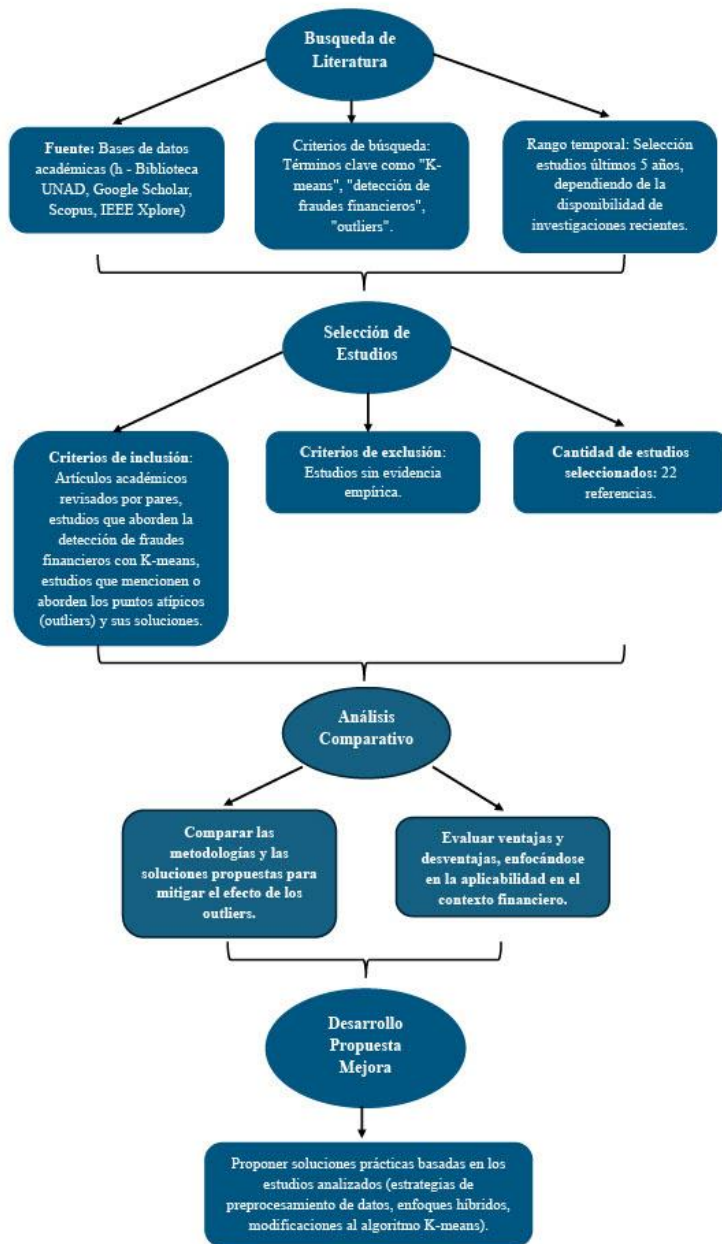 Busqueda de
Literatura
Fuente: Bases de datos
académicas (h - Biblioteca
UNAD, Google Scholar,
Scopus, IEEE Xplore)
Criterios de búsqueda:
Términos clave como "K-
means", "detección de
fraudes financieros",
"outliers".
Rango temporal: Selección
estudios últimos 5 años,
dependiendo de la
disponibilidad de
investigaciones recientes.
Selección de
Estudios
Criterios de inclusión:
Artículos académicos
revisados por pares,
estudios que aborden la
detección de fraudes
financieros con K-means,
estudios que mencionen o
aborden los puntos atípicos
(outliers) y sus soluciones.
Criterios de exclusión:
Estudios sin evidencia
empírica.
Cantidad de estudios
seleccionados: 22
referencias.
Análisis
Comparativo
Comparar las
metodologías y las
soluciones propuestas para
mitigar el efecto de los
outliers.
Evaluar ventajas y
desventajas, enfocándose
en la aplicabilidad en el
contexto financiero.
Desarrollo
Propuesta
Mejora
Proponer soluciones prácticas basadas en los
estudios analizados (estrategias de
preprocesamiento de datos, enfoques híbridos,
modificaciones al algoritmo K-means).